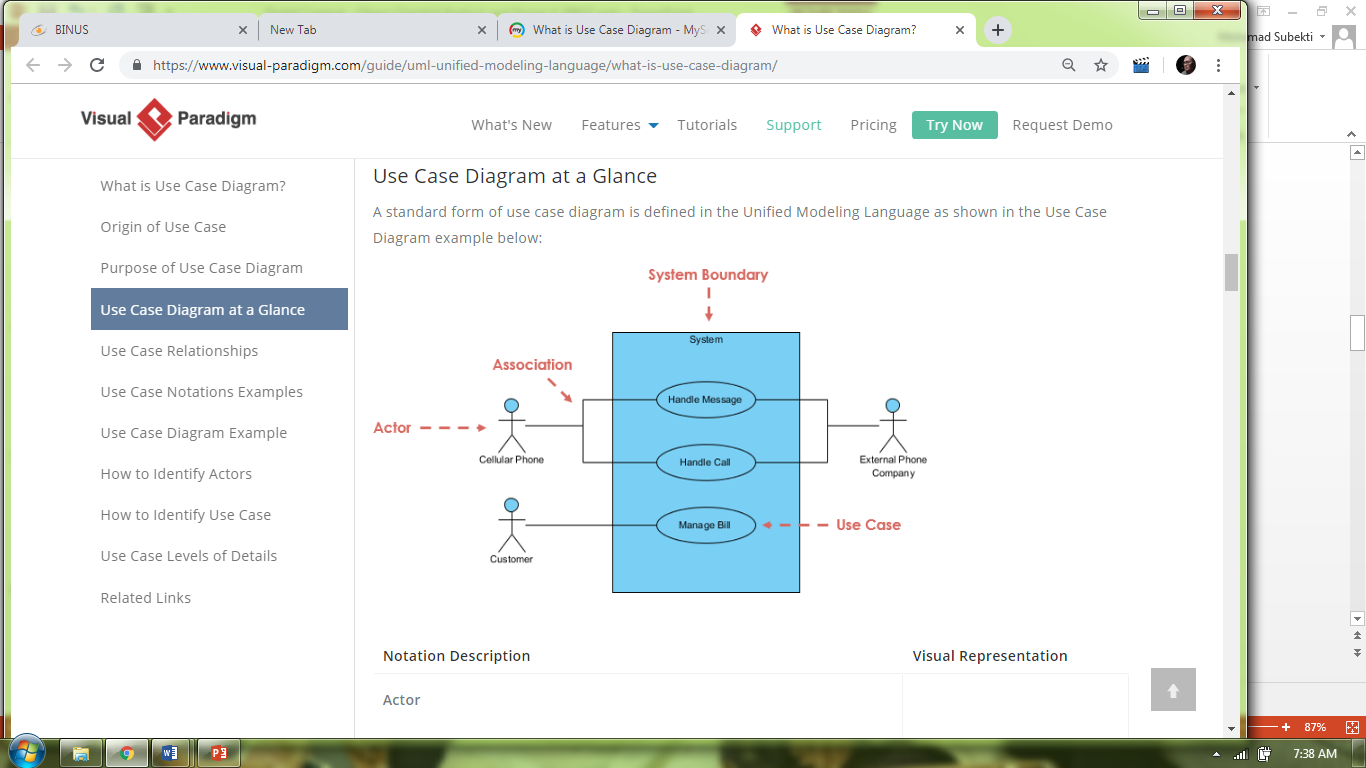 BINUS
New Tab
What is Use Case Diagram - MyS
What is Use Case Diagram?
mad Subekti
https://www.visual-paradigm.com/guide/uml-unified-modeling-language/what-is-use-case-diagram/
Visual Paradigm
What's New
Features
Tutorials
Support
Pricing
Try Now
Request Demo
What is Use Case Diagram?
Origin of Use Case
Purpose of Use Case Diagram
Use Case Diagram at a Glance
Use Case Relationships
Use Case Notations Examples
Use Case Diagram Example
How to Identify Actors
How to Identify Use Case
Use Case Levels of Details
Related Links
Use Case Diagram at a Glance
A standard form of use case diagram is defined in the Unified Modeling Language as shown in the Use Case
Diagram example below:
System Boundary
System
Association
Handle Message
Actor
Cellular Phone
Handle Call
External Phone
Company
Manage Bill
Use Case
Customer
Notation Description
Visual Representation
Actor
87%
7:38 AM